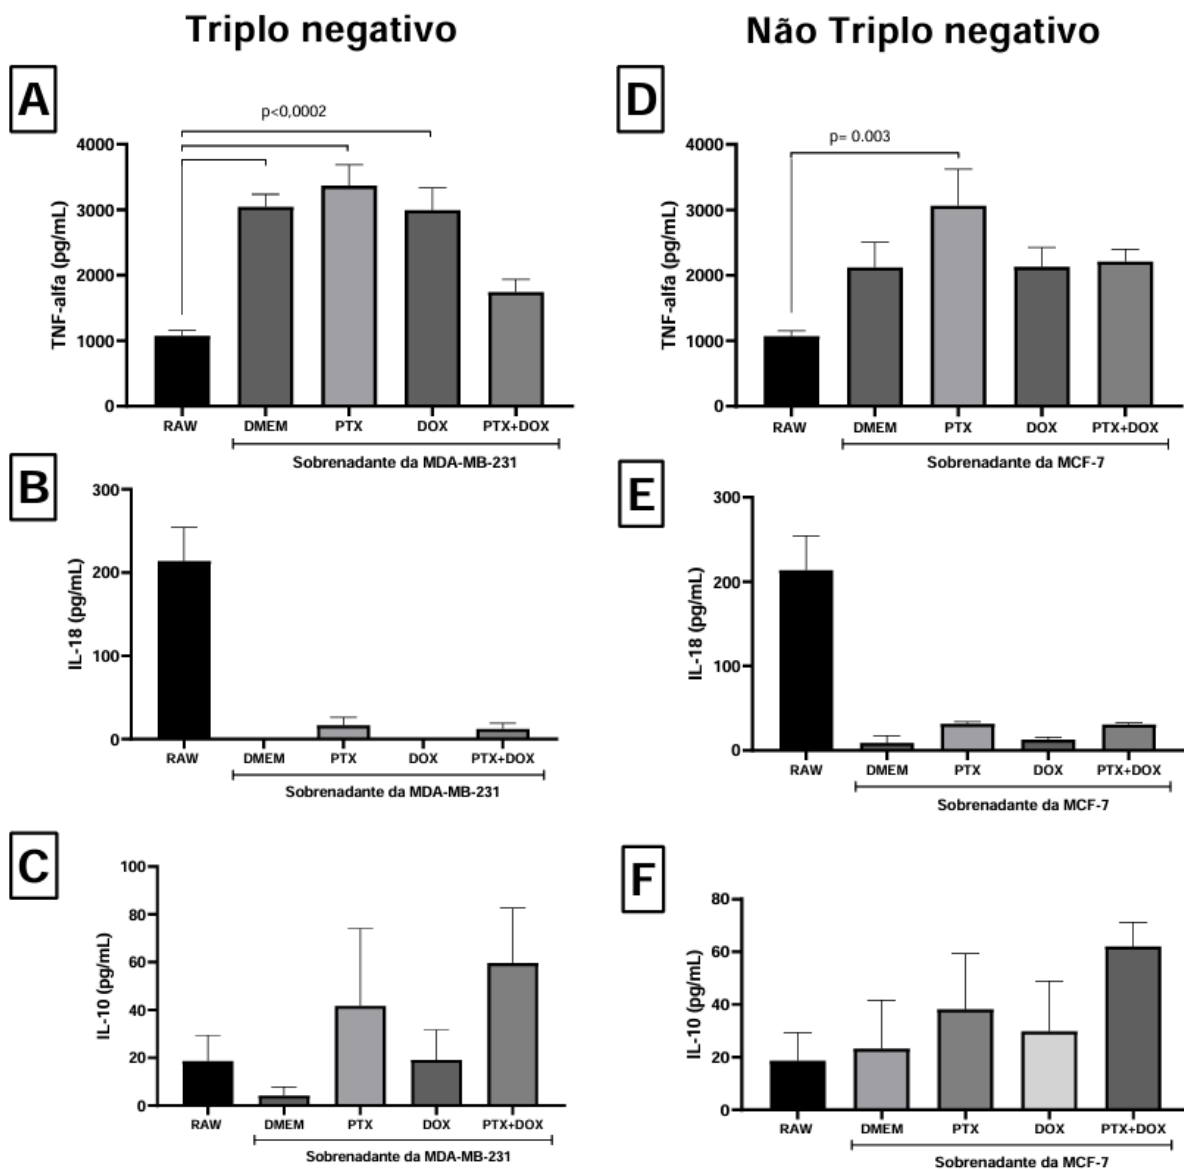 Triplo negativo
Não Triplo negativo
A
p<0,0002
TNF-alfa (pg/mL)
4000
3000
2000
1000
0
RAW DMEM PTX DOX PTX+DOX
Sobrenadante da MDA-MB-231
D
p= 0.003
TNF-alfa (pg/mL)
4000
3000
2000
1000
0
RAW DMEM PTX DOX PTX+DOX
Sobrenadante da MCF-7
B
IL-18 (pg/mL)
300
200
100
0
RAW DMEM PTX DOX PTX+DOX
Sobrenadante da MDA-MB-231
E
IL-18 (pg/mL)
300
200
100
0
RAW DMEM PTX DOX PTX+DOX
Sobrenadante da MCF-7
C
IL-10 (pg/mL)
100
80
60
40
20
0
RAW DMEM PTX DOX PTX+DOX
Sobrenadante da MDA-MB-231
F
IL-10 (pg/mL)
80
60
40
20
0
RAW DMEM PTX DOX PTX+DOX
Sobrenadante da MCF-7